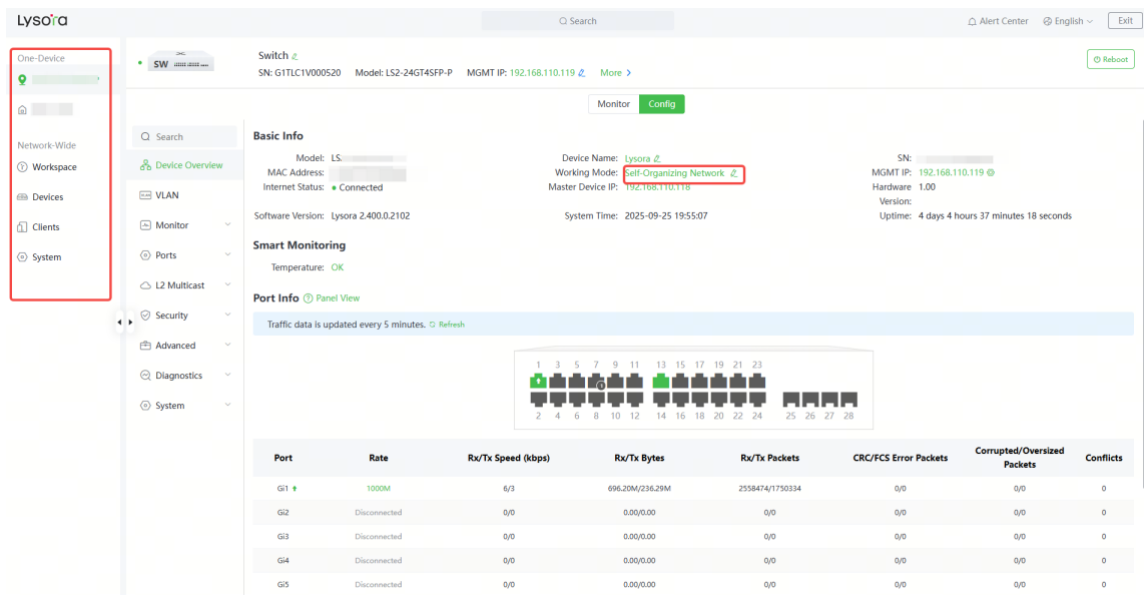 Lysora
Search
Alert Center
English
Exit
One-Device
Network-Wide
Workspace
Devices
Clients
System
SW
Switch
SN: G1TLC1V000520 Model: LS2-24GT4SFP-P MGMT IP: 192.168.110.119 More >
Reboot
Monitor Config
Search
Device Overview
VLAN
Monitor
Ports
L2 Multicast
Security
Advanced
Diagnostics
System
Basic Info
Model: LS
Device Name: Lysora
SN:
MAC Address:
Working Mode: Self-Organizing Network
MGMT IP: 192.168.110.119
Internet Status: Connected
Master Device IP: 192.168.110.118
Hardware Version: 1.00
Software Version: Lysora 2.400.0.2102
System Time: 2025-09-25 19:55:07
Uptime: 4 days 4 hours 37 minutes 18 seconds
Smart Monitoring
Temperature: OK
Port Info Panel View
Traffic data is updated every 5 minutes. Refresh
1 3 5 7 9 11 13 15 17 19 21 23
2 4 6 8 10 12 14 16 18 20 22 24 25 26 27 28
Port Rate Rx/Tx Speed (kbps) Rx/Tx Bytes Rx/Tx Packets CRC/FCS Error Packets Corrupted/Oversized Packets Conflicts
Gi1 1000M 6/3 696.20M/236.29M 2558474/1750334 0/0 0/0 0
Gi2 Disconnected 0/0 0.00/0.00 0/0 0/0 0/0 0
Gi3 Disconnected 0/0 0.00/0.00 0/0 0/0 0/0 0
Gi4 Disconnected 0/0 0.00/0.00 0/0 0/0 0/0 0
Gi5 Disconnected 0/0 0.00/0.00 0/0 0/0 0/0 0